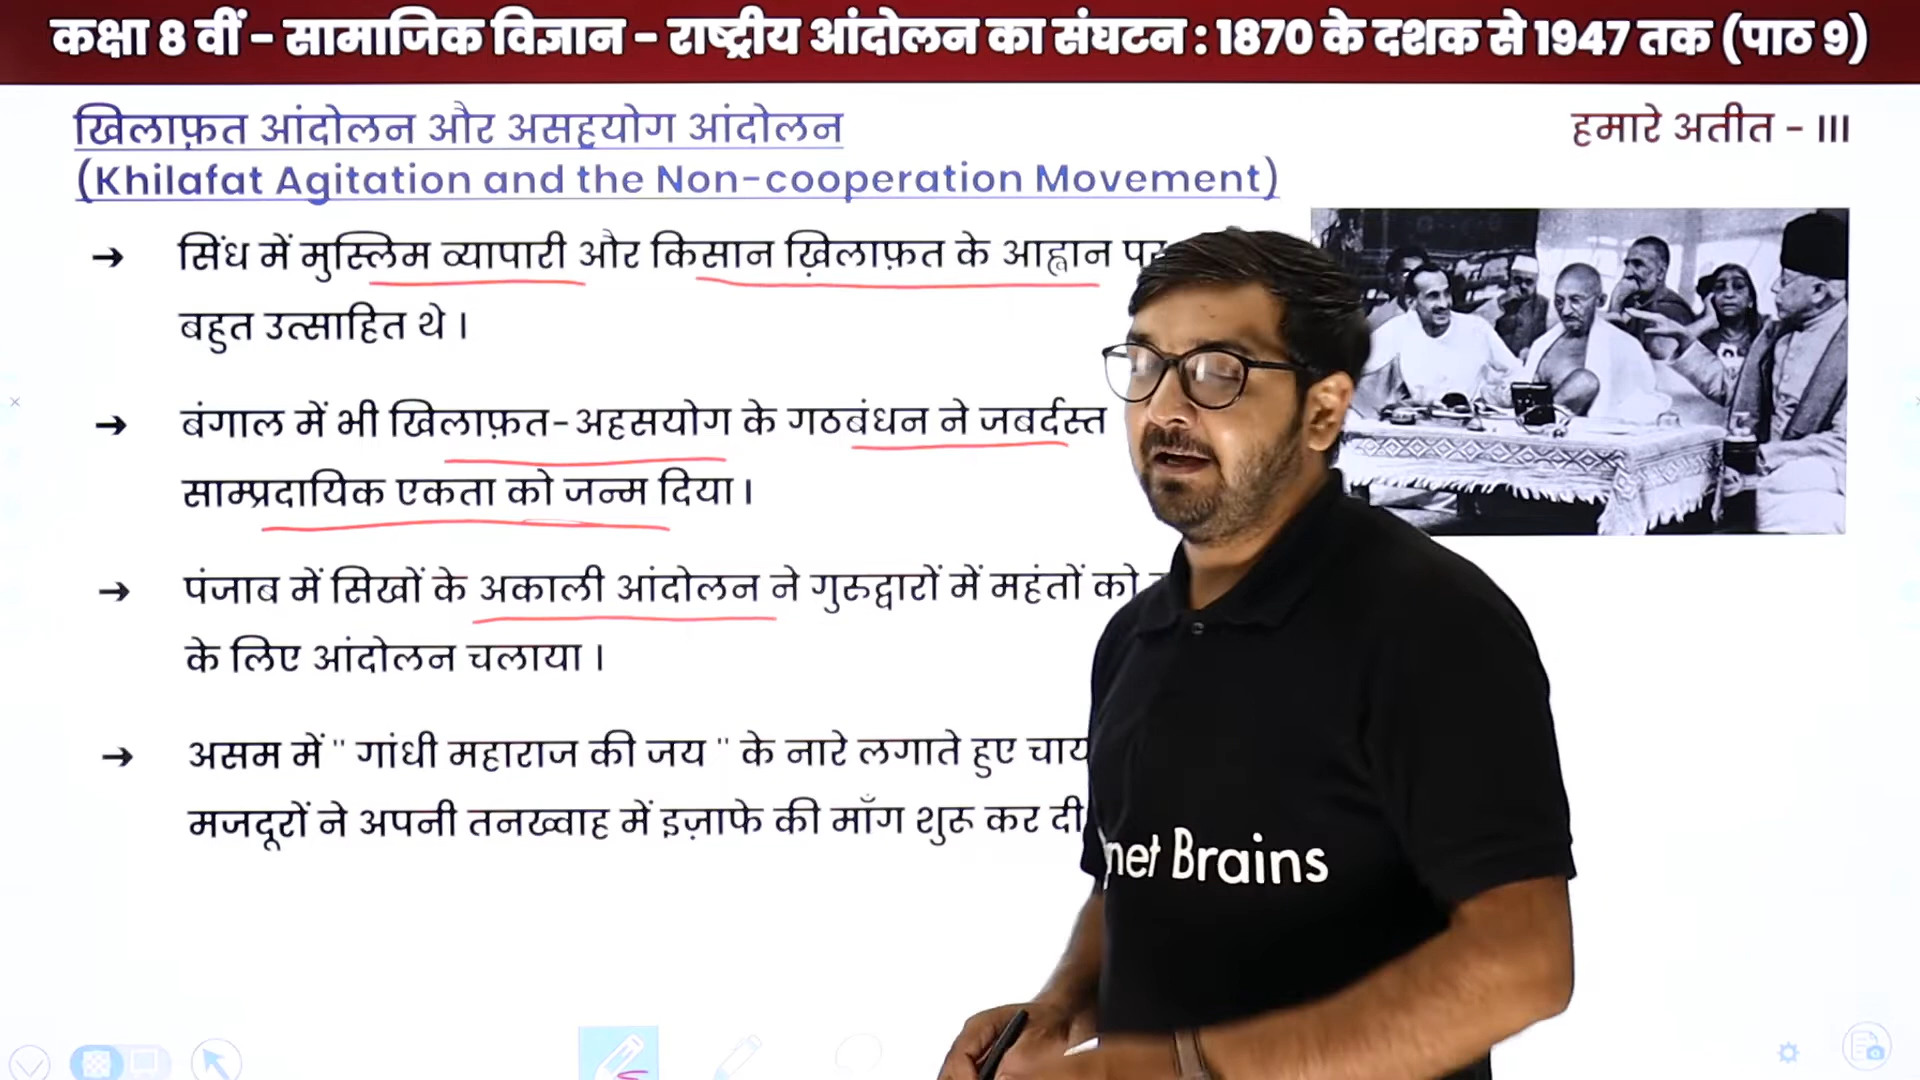 कक्षा 8 वीं - सामाजिक विज्ञान - राष्ट्रीय आंदोलन का संघटन : 1870 के दशक से 1947 तक (पाठ 9)
खिलाफ़त आंदोलन और असहयोग आंदोलन
हमारे अतीत - III
(Khilafat Agitation and the Non-cooperation Movement)
→ सिंध में मुस्लिम व्यापारी और किसान ख़िलाफ़त के आह्वान पर
बहुत उत्साहित थे ।
→ बंगाल में भी खिलाफ़त-अहसयोग के गठबंधन ने जबर्दस्त
साम्प्रदायिक एकता को जन्म दिया ।
→ पंजाब में सिखों के अकाली आंदोलन ने गुरुद्वारों में महंतों को
के लिए आंदोलन चलाया ।
→ असम में " गांधी महाराज की जय " के नारे लगाते हुए चाय
मजदूरों ने अपनी तनख्वाह में इज़ाफे की माँग शुरू कर दी
Brains